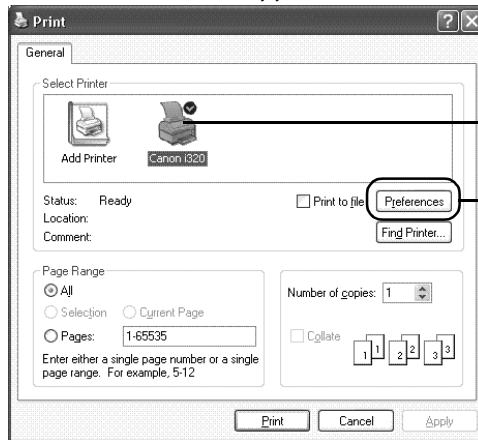 Print
General
Select Printer
Add Printer
Canon i320
Status: Ready
Print to file
Preferences
Location:
Comment:
Find Printer...
Page Range
All
Selection
Current Page
Pages: 1-65535
Enter either a single page number or a single
page range. For example, 5-12
Number of copies: 1
Collate
1 1 2 2 3 3
Print
Cancel
Apply